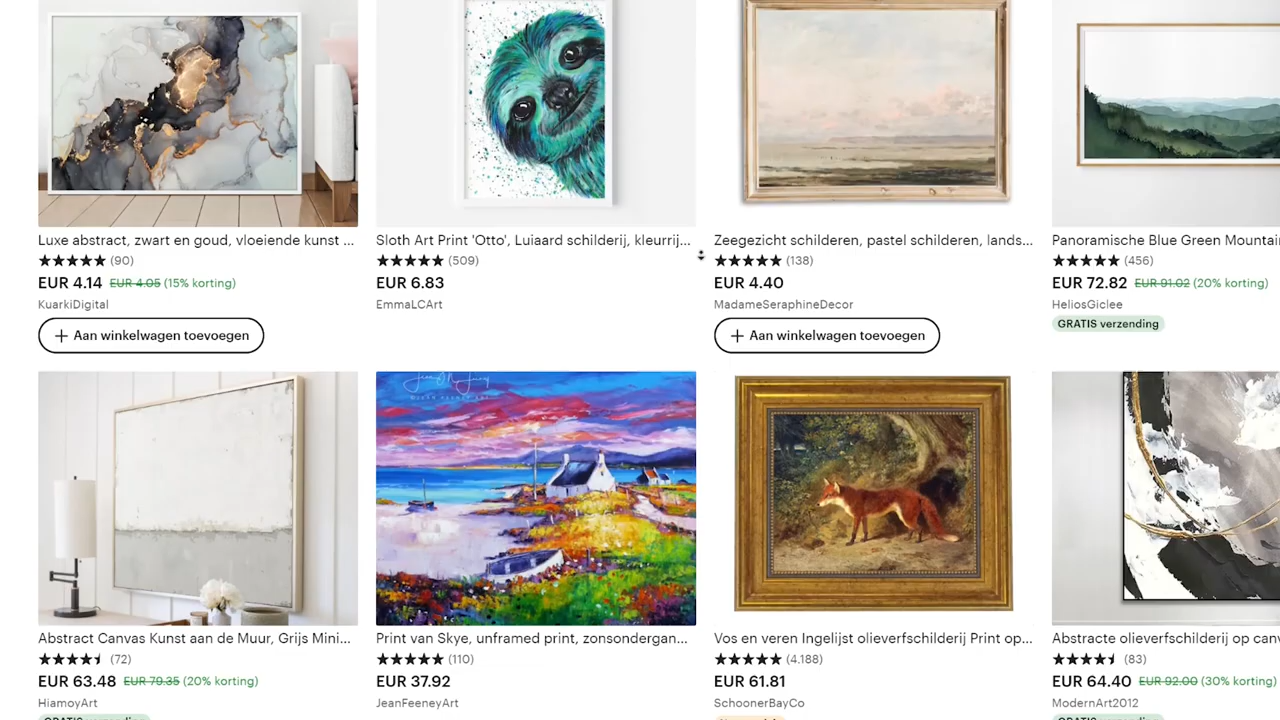 Luxe abstract, zwart en goud, vloeiende kunst ...
(90)
EUR 4.14 EUR 4.05 (15% korting)
KuarkiDigital
+ Aan winkelwagen toevoegen
Sloth Art Print 'Otto', Luiaard schilderij, kleurrij...
(509)
EUR 6.83
EmmaLCArt
Zeegezicht schilderen, pastel schilderen, lands...
(138)
EUR 4.40
MadameSeraphineDecor
+ Aan winkelwagen toevoegen
Panoramische Blue Green Mountai
(456)
EUR 72.82 EUR 91.02 (20% korting)
HeliosGiclee
GRATIS verzending
Abstract Canvas Kunst aan de Muur, Grijs Mini...
(72)
EUR 63.48 EUR 79.35 (20% korting)
HiamoyArt
GRATIS verzending
Print van Skye, unframed print, zonsondergan...
(110)
EUR 37.92
JeanFeeneyArt
Vos en veren Ingelijst olieverfschilderij Print op...
(4.188)
EUR 61.81
SchoonerBayCo
Abstracte olieverfschilderij op canv
(83)
EUR 64.40 EUR 92.00 (30% korting)
ModernArt2012
GRATIS verzending